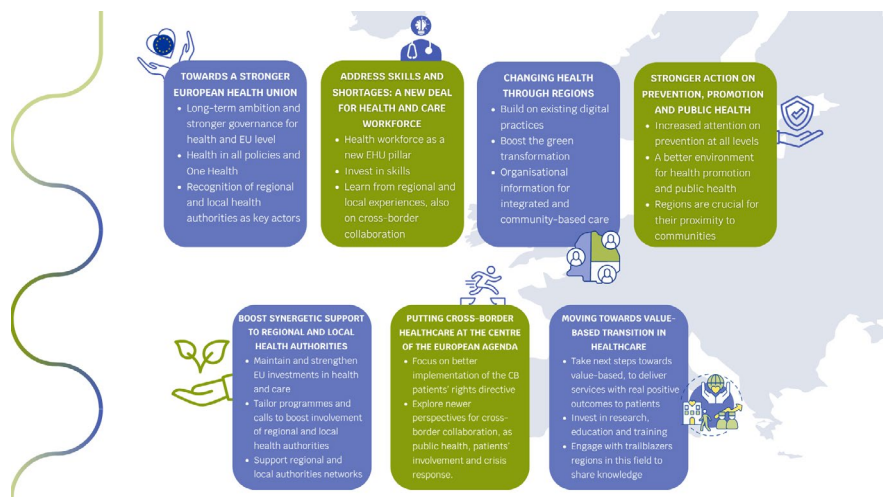 TOWARDS A STRONGER
EUROPEAN HEALTH UNION
• Long-term ambition and
stronger governance for
health and EU level
• Health in all policies and
One Health
• Recognition of regional
and local health
authorities as key actors
ADDRESS SKILLS AND
SHORTAGES: A NEW DEAL
FOR HEALTH AND CARE
WORKFORCE
• Health workforce as a
new EHU pillar
• Invest in skills
• Learn from regional and
local experiences, also
on cross-border
collaboration
CHANGING HEALTH
THROUGH REGIONS
• Build on existing digital
practices
• Boost the green
transformation
• Organisational
information for
integrated and
community-based care
STRONGER ACTION ON
PREVENTION, PROMOTION
AND PUBLIC HEALTH
• Increased attention on
prevention at all levels
• A better environment
for health promotion
and public health
• Regions are crucial for
their proximity to
communities
BOOST SYNERGETIC SUPPORT
TO REGIONAL AND LOCAL
HEALTH AUTHORITIES
• Maintain and strengthen
EU investments in health
and care
• Tailor programmes and
calls to boost involvement
of regional and local
health authorities
• Support regional and
local authorities networks
PUTTING CROSS-BORDER
HEALTHCARE AT THE CENTRE
OF THE EUROPEAN AGENDA
• Focus on better
implementation of the CB
patients' rights directive
• Explore newer
perspectives for cross-
border collaboration, as
public health, patients'
involvement and crisis
response.
MOVING TOWARDS VALUE-
BASED TRANSITION IN
HEALTHCARE
• Take next steps towards
value-based, to deliver
services with real positive
outcomes to patients
• Invest in research,
education and training
• Engage with trailblazers
regions in this field to
share knowledge